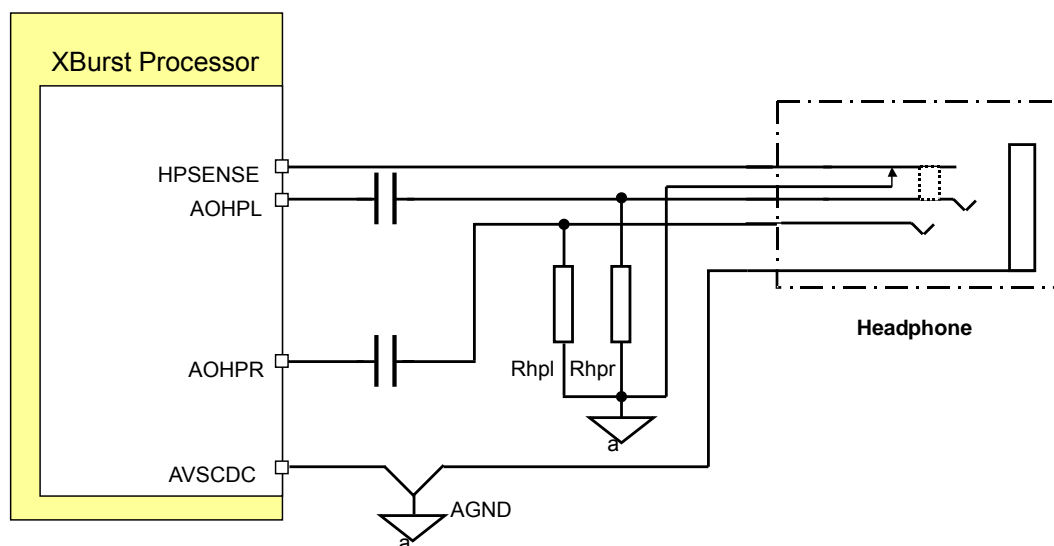 XBurst Processor
HPSENSE
AOHPL
Headphone
AOHPR
Rhpl Rhpr
a
AVSCDC
AGND
a